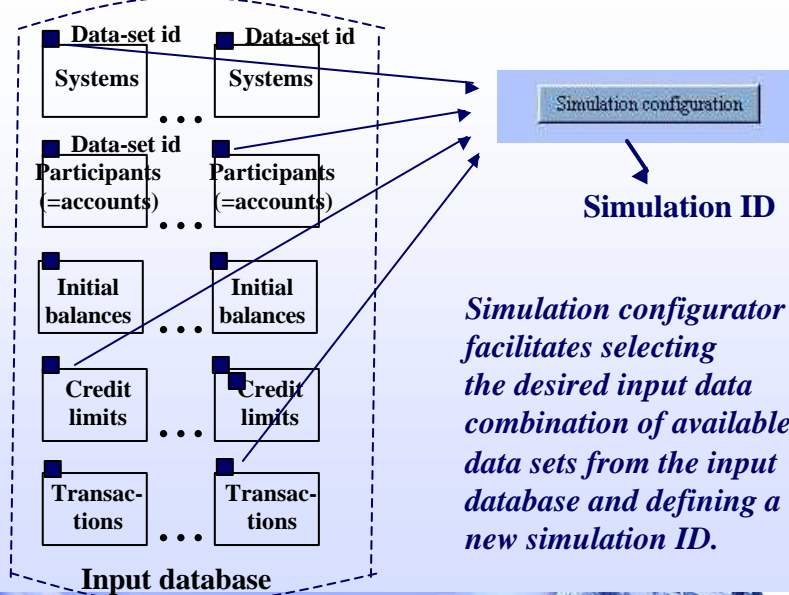 Data-set id
Data-set id
Systems
Systems
...
Data-set id
Participants
(=accounts)
Participants
(=accounts)
...
Initial
balances
Initial
balances
...
Credit
limits
Credit
limits
...
Transac-
tions
Transac-
tions
...
Input database
Simulation configuration
Simulation ID
Simulation configurator
facilitates selecting
the desired input data
combination of available
data sets from the input
database and defining a
new simulation ID.